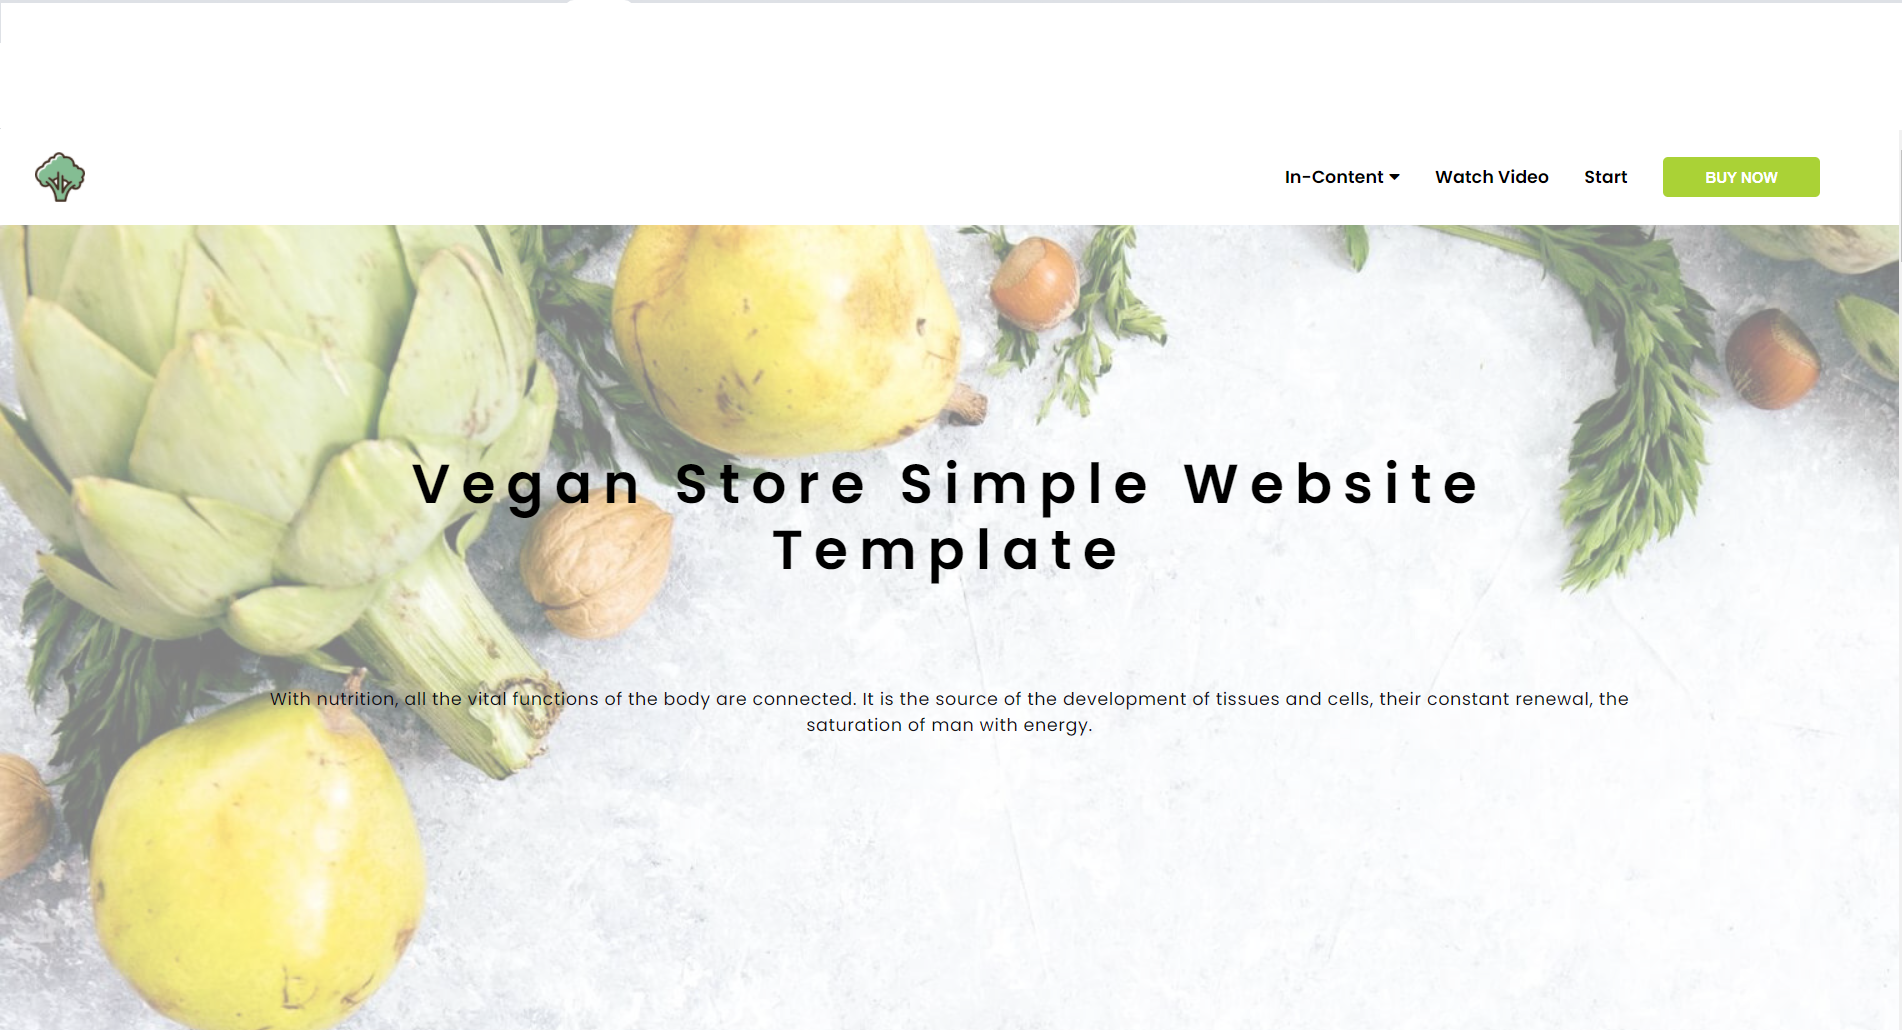 In-Content
Watch Video
Start
BUY NOW
Vegan Store Simple Website
Template
With nutrition, all the vital functions of the body are connected. It is the source of the development of tissues and cells, their constant renewal, the
saturation of man with energy.